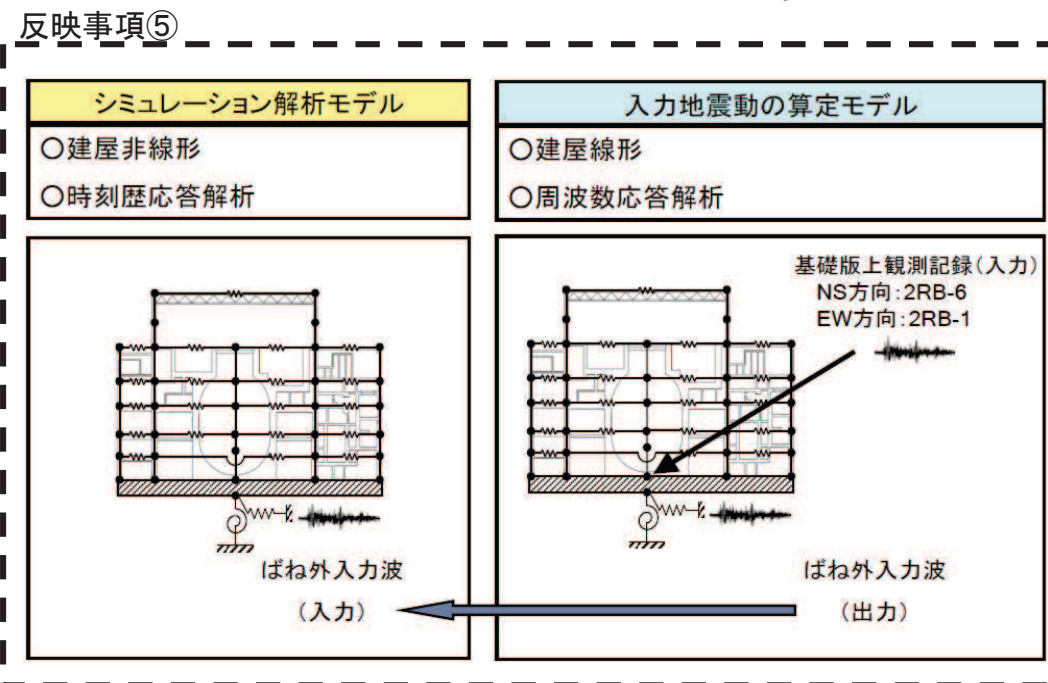 反映事項⑤
シミュレーション解析モデル
〇建屋非線形
〇時刻歴応答解析
ばね外入力波
(入力)
入力地震動の算定モデル
〇建屋線形
〇周波数応答解析
基礎版上観測記録(入力)
NS方向:2RB-6
EW方向:2RB-1
ばね外入力波
(出力)